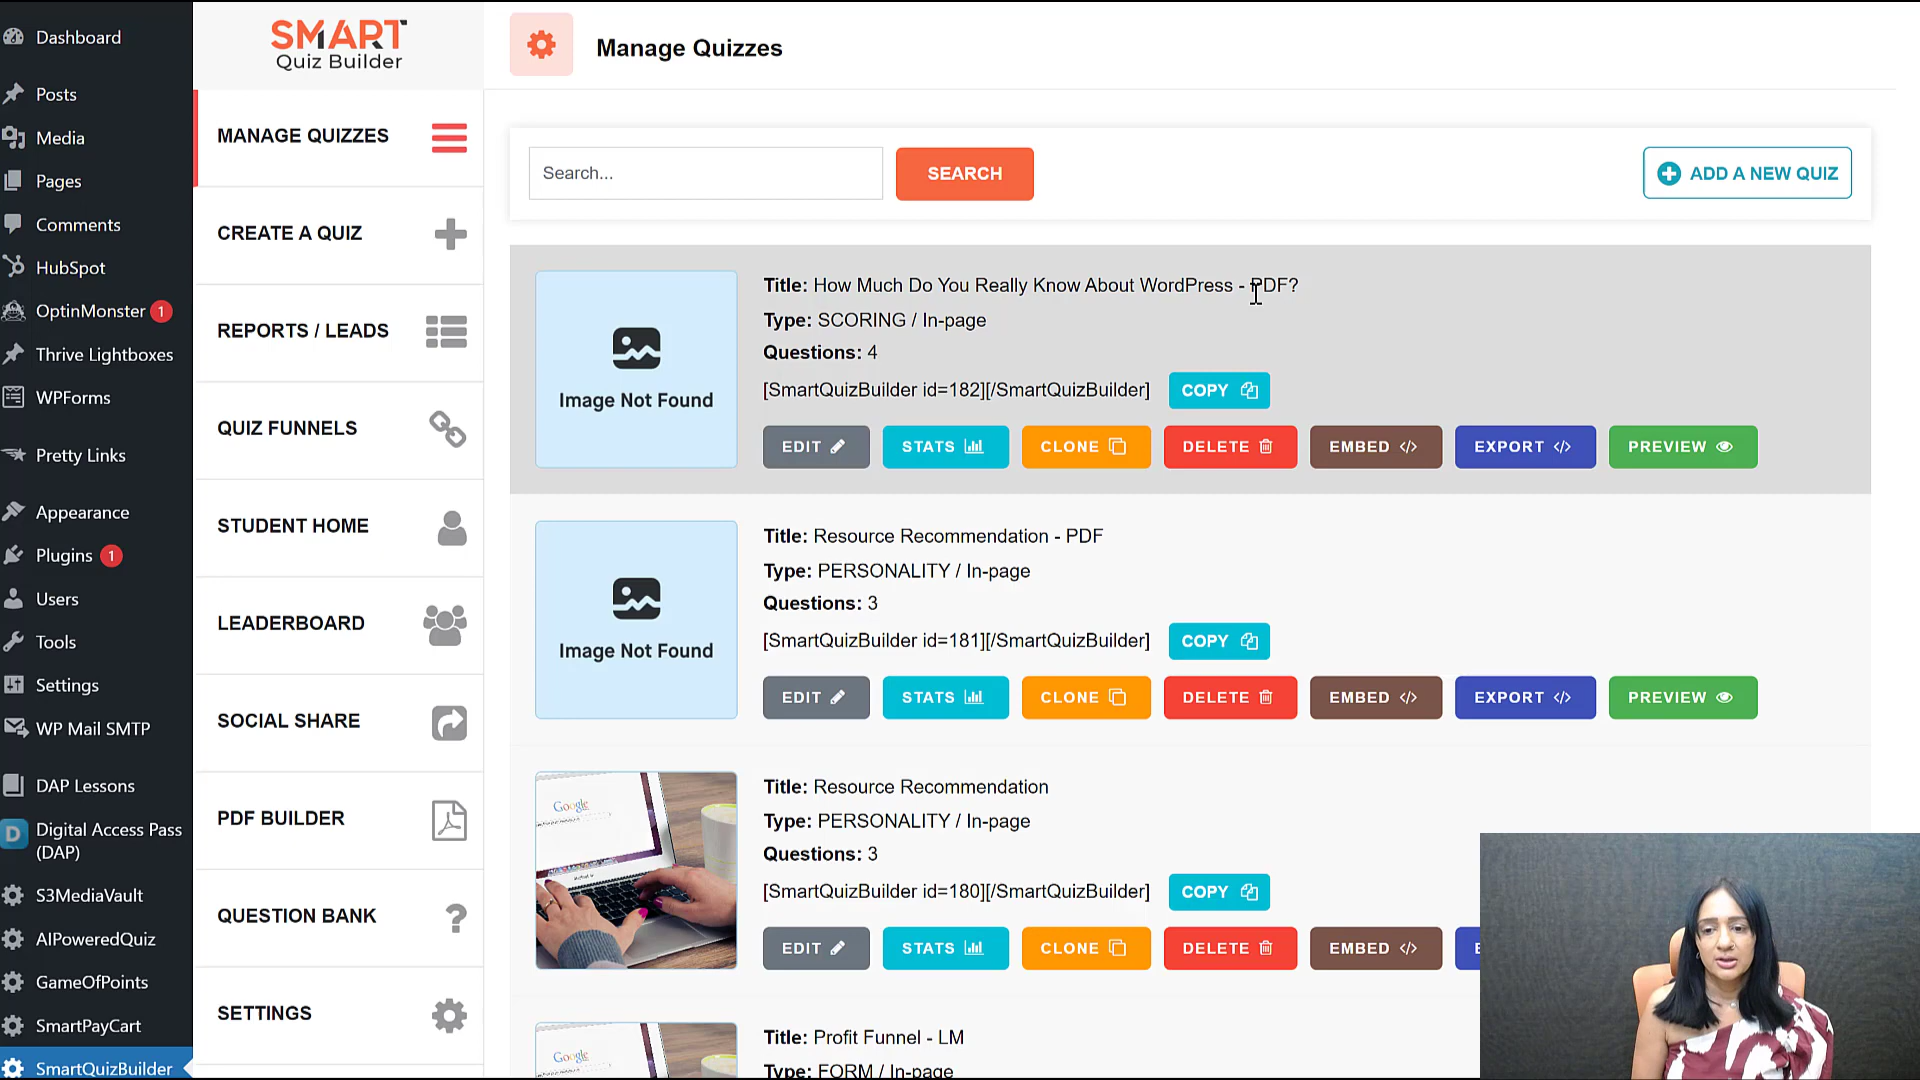 Dashboard
Posts
Media
Pages
Comments
HubSpot
OptinMonster 1
Thrive Lightboxes
WPForms
Pretty Links
Appearance
Plugins 1
Users
Tools
Settings
WP Mail SMTP
DAP Lessons
D
Digital Access Pass
(DAP)
S3MediaVault
AIPoweredQuiz
GameOfPoints
SmartPayCart
SmartQuizBuilder
SMART
Quiz Builder
MANAGE QUIZZES
CREATE A QUIZ
REPORTS / LEADS
QUIZ FUNNELS
STUDENT HOME
LEADERBOARD
SOCIAL SHARE
PDF BUILDER
QUESTION BANK
SETTINGS
Manage Quizzes
Search...
SEARCH
ADD A NEW QUIZ
Image Not Found
Title: How Much Do You Really Know About WordPress - PDF?
Type: SCORING / In-page
Questions: 4
[SmartQuizBuilder id=182][/SmartQuizBuilder] COPY
EDIT STATS CLONE DELETE EMBED EXPORT PREVIEW
Image Not Found
Title: Resource Recommendation - PDF
Type: PERSONALITY / In-page
Questions: 3
[SmartQuizBuilder id=181][/SmartQuizBuilder] COPY
EDIT STATS CLONE DELETE EMBED EXPORT PREVIEW
Google
Title: Resource Recommendation
Type: PERSONALITY / In-page
Questions: 3
[SmartQuizBuilder id=180][/SmartQuizBuilder] COPY
EDIT STATS CLONE DELETE EMBED
Google
Title: Profit Funnel - LM
Type: FORM / In-page